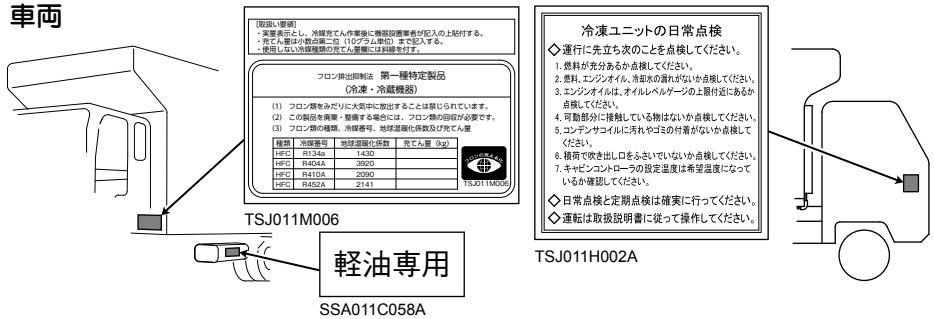 車両
[取扱い要領]
・実量表示とし、冷媒充てん作業後に機器設置業者が記入の上貼付する。
・充てん量は小数点第二位（10グラム単位）まで記入する。
・使用しない冷媒種類の充てん量欄には斜線を付す。
フロン排出抑制法 第一種特定製品
（冷凍・冷蔵機器）
(1) フロン類をみだりに大気中に放出することは禁じられています。
(2) この製品を廃棄・整備する場合には、フロン類の回収が必要です。
(3) フロン類の種類、冷媒番号、地球温暖化係数及び充てん量
種類 冷媒番号 地球温暖化係数 充てん量（kg）
HFC R134a 1430
HFC R404A 3920
HFC R410A 2090
HFC R452A 2141
フロンの見える化
TSJ011M006
TSJ011M006
軽油専用
SSA011C058A
冷凍ユニットの日常点検
◇運行に先立ち次のことを点検してください。
1. 燃料が充分あるか点検してください。
2. 燃料、エンジンオイル、冷却水の漏れがないか点検してください。
3. エンジンオイルは、オイルレベルゲージの上限付近にあるか
点検してください。
4. 可動部分に接触している物はないか点検してください。
5. コンデンサコイルに汚れやゴミの付着がないか点検して
ください。
6. 積荷で吹き出し口をふさいでいないか点検してください。
7. キャビンコントローラの設定温度は希望温度になって
いるか確認してください。
◇日常点検と定期点検は確実に行ってください。
◇運転は取扱説明書に従って操作してください。
TSJ011H002A